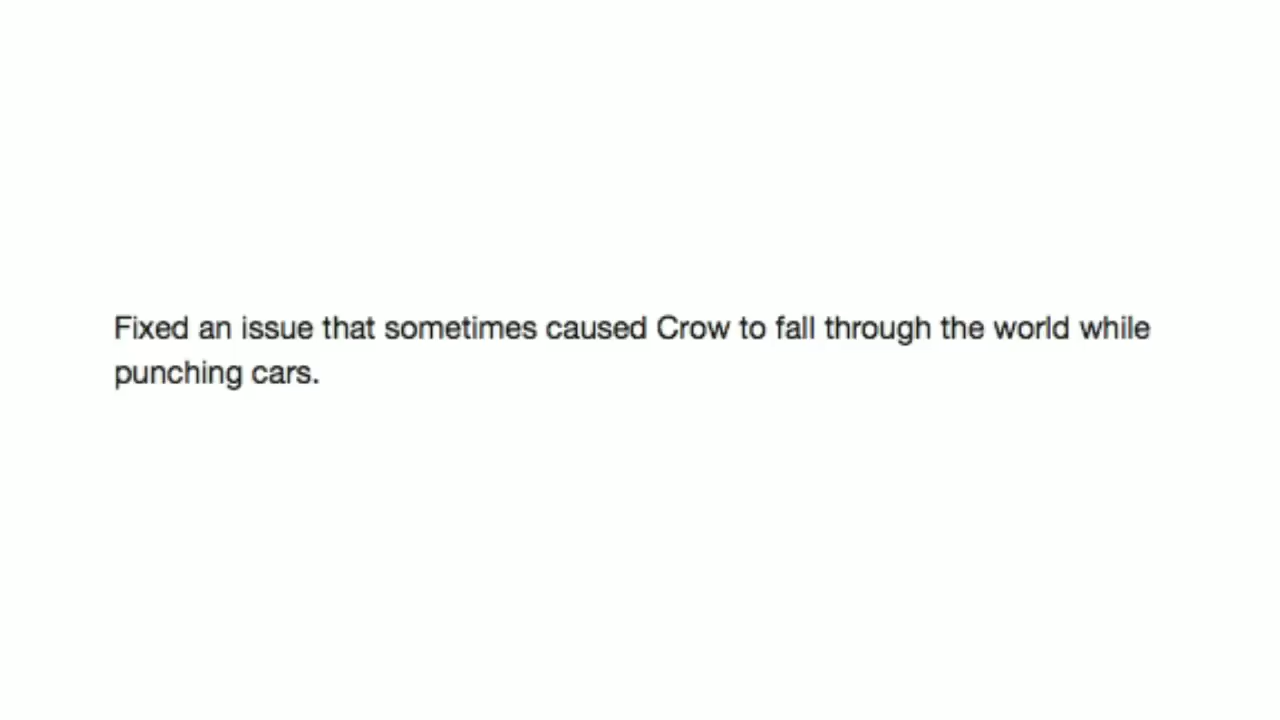 Fixed an issue that sometimes caused Crow to fall through the world while
punching cars.